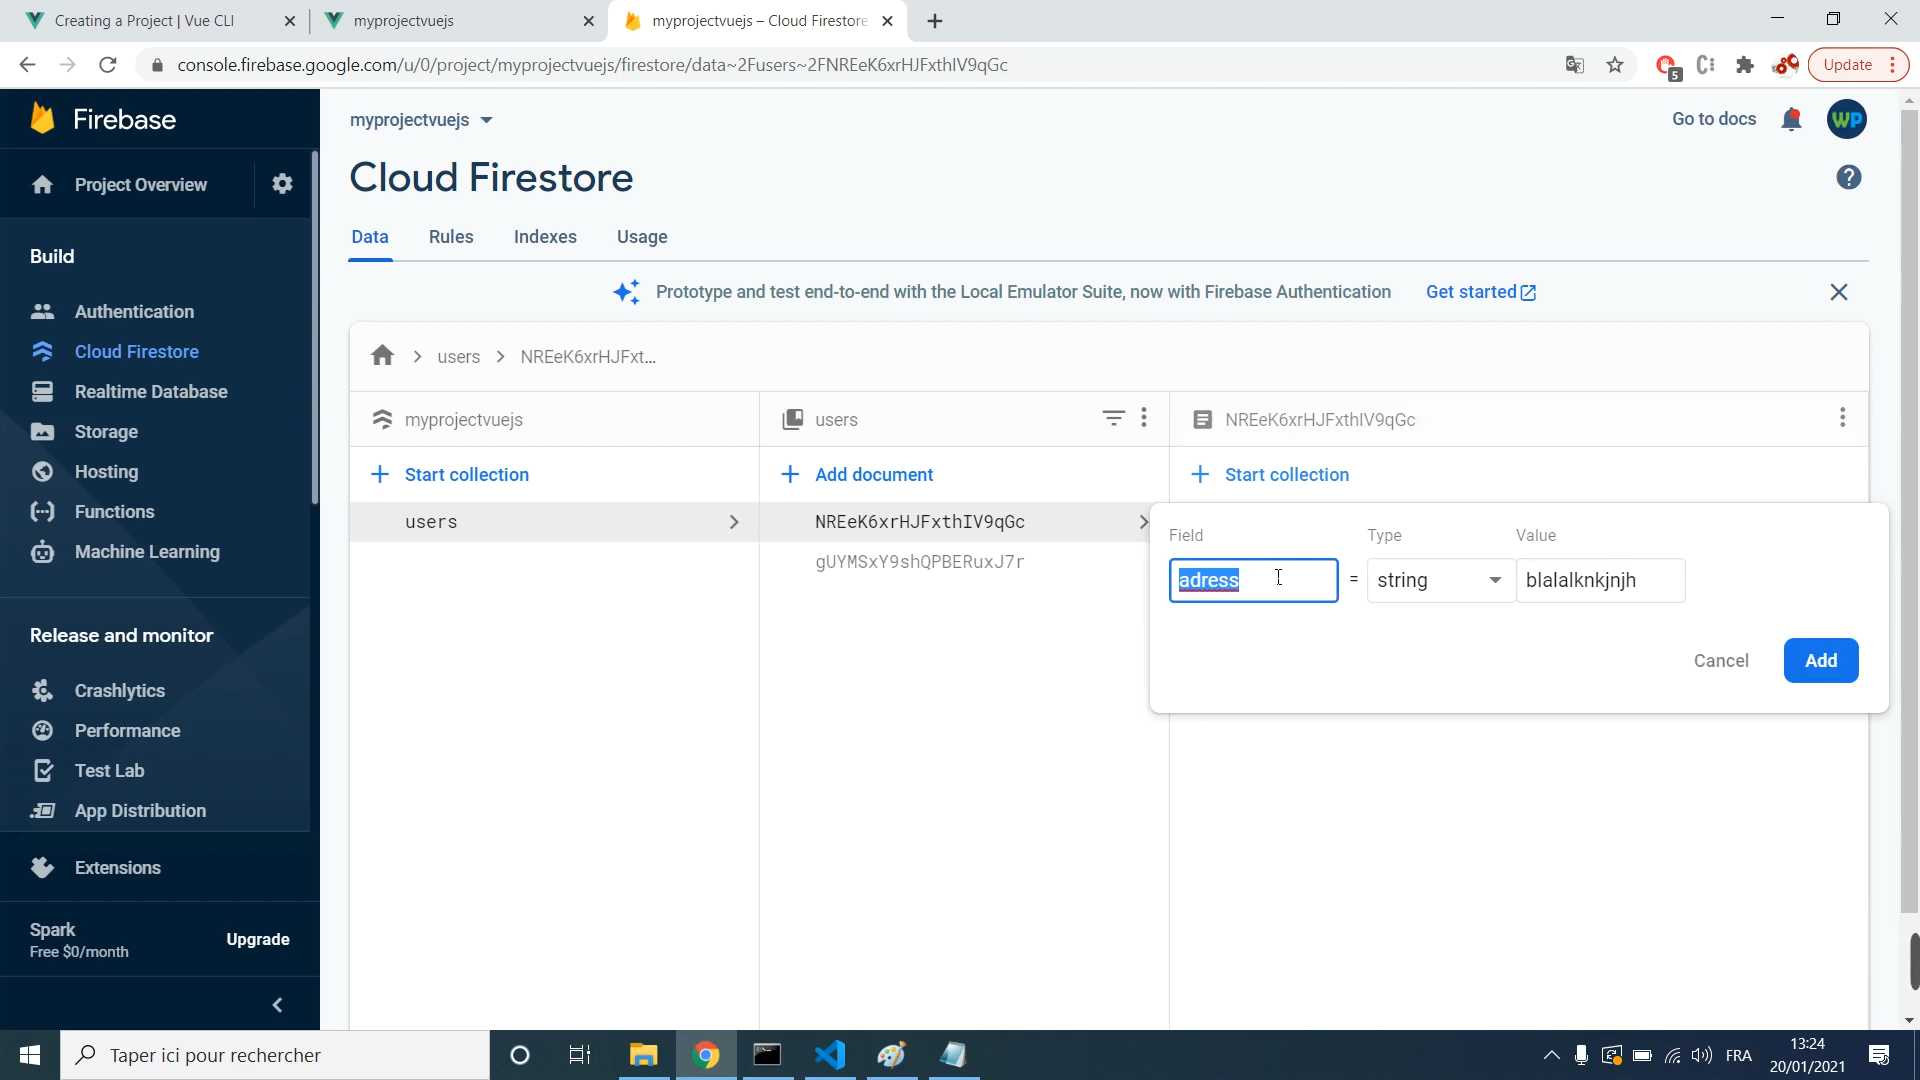 Creating a Project | Vue CLI
myprojectvuejs
myprojectvuejs – Cloud Firestore
console.firebase.google.com/u/0/project/myprojectvuejs/firestore/data~2Fusers~2FNREeK6xrHJFxthIV9qGc
5
Update
Firebase
myprojectvuejs
Go to docs
WP
Project Overview
Cloud Firestore
?
Data
Rules
Indexes
Usage
Build
Prototype and test end-to-end with the Local Emulator Suite, now with Firebase Authentication
Get started
Authentication
Cloud Firestore
Realtime Database
Storage
Hosting
Functions
Machine Learning
users
NREeK6xrHJFxt...
myprojectvuejs
users
NREeK6xrHJFxthIV9qGc
Start collection
Add document
Start collection
users
NREeK6xrHJFxthIV9qGc
gUYMSxY9shQPBERuxJ7r
Field
Type
Value
adress
=
string
blalalknkjnjh
Cancel
Add
Release and monitor
Crashlytics
Performance
Test Lab
App Distribution
Extensions
Spark
Free $0/month
Upgrade
Taper ici pour rechercher
FRA
13:24
20/01/2021